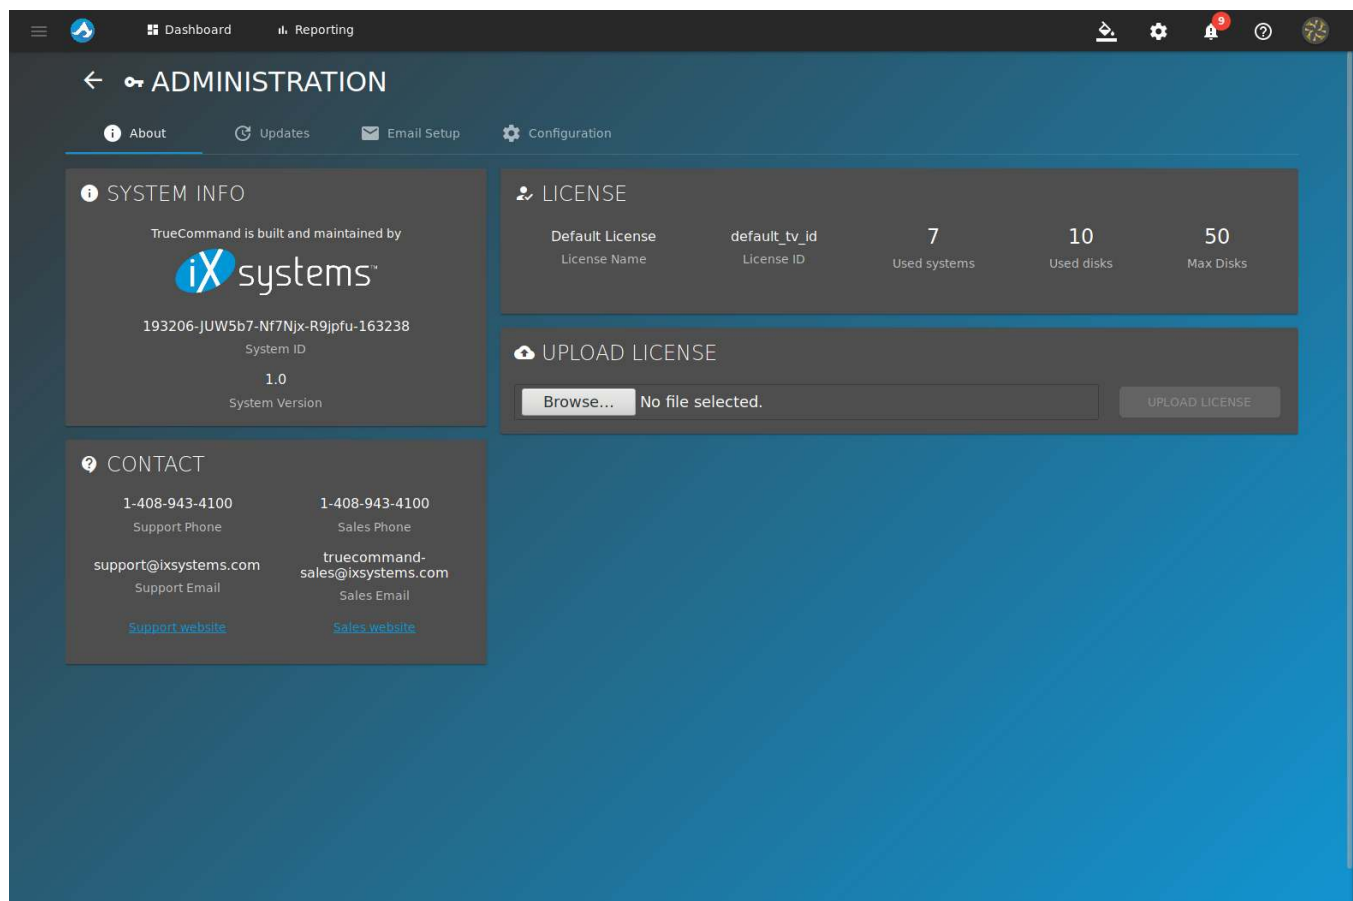 Dashboard
Reporting
9
ADMINISTRATION
About
Updates
Email Setup
Configuration
SYSTEM INFO
TrueCommand is built and maintained by
iXsystems™
193206-JUW5b7-Nf7Njx-R9jpfu-163238
System ID
1.0
System Version
LICENSE
Default License
License Name
default_tv_id
License ID
7
Used systems
10
Used disks
50
Max Disks
UPLOAD LICENSE
Browse... No file selected.
UPLOAD LICENSE
CONTACT
1-408-943-4100
Support Phone
1-408-943-4100
Sales Phone
support@ixsystems.com
Support Email
truecommand-
sales@ixsystems.com
Sales Email
Support website
Sales website